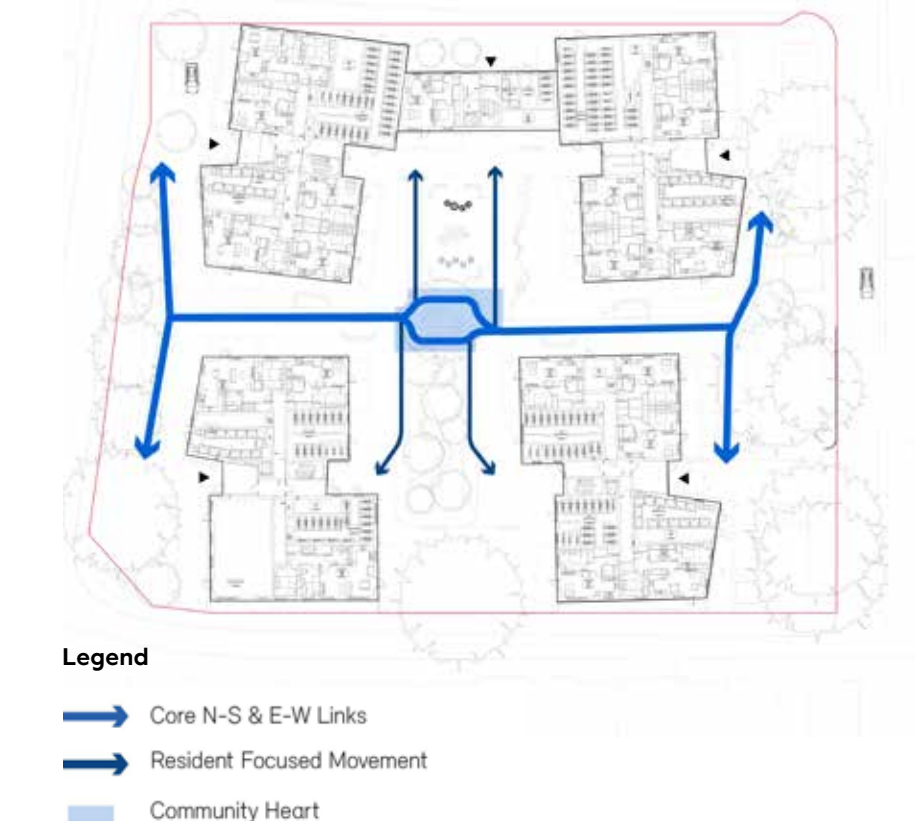 Legend
Core N-S & E-W Links
Resident Focused Movement
Community Heart